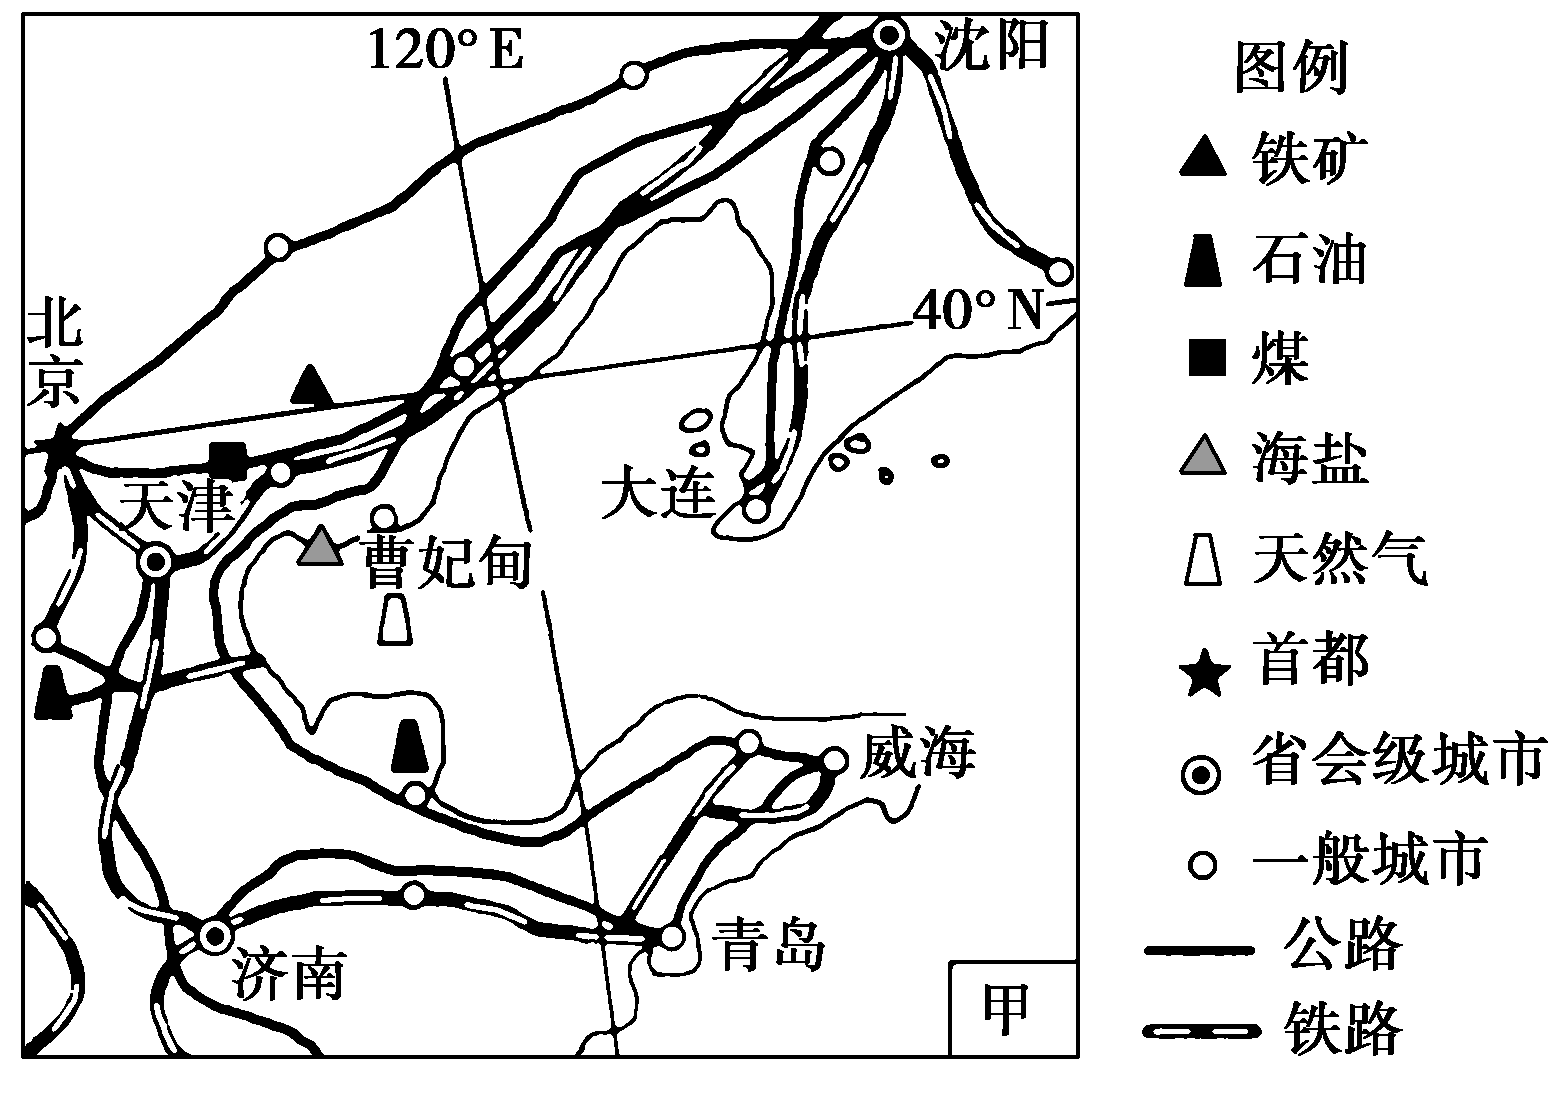 120° E
沈阳
40° N
北京
天津
大连
曹妃甸
威海
青岛
济南
甲
图例
铁矿
石油
煤
海盐
天然气
首都
省会级城市
一般城市
公路
铁路